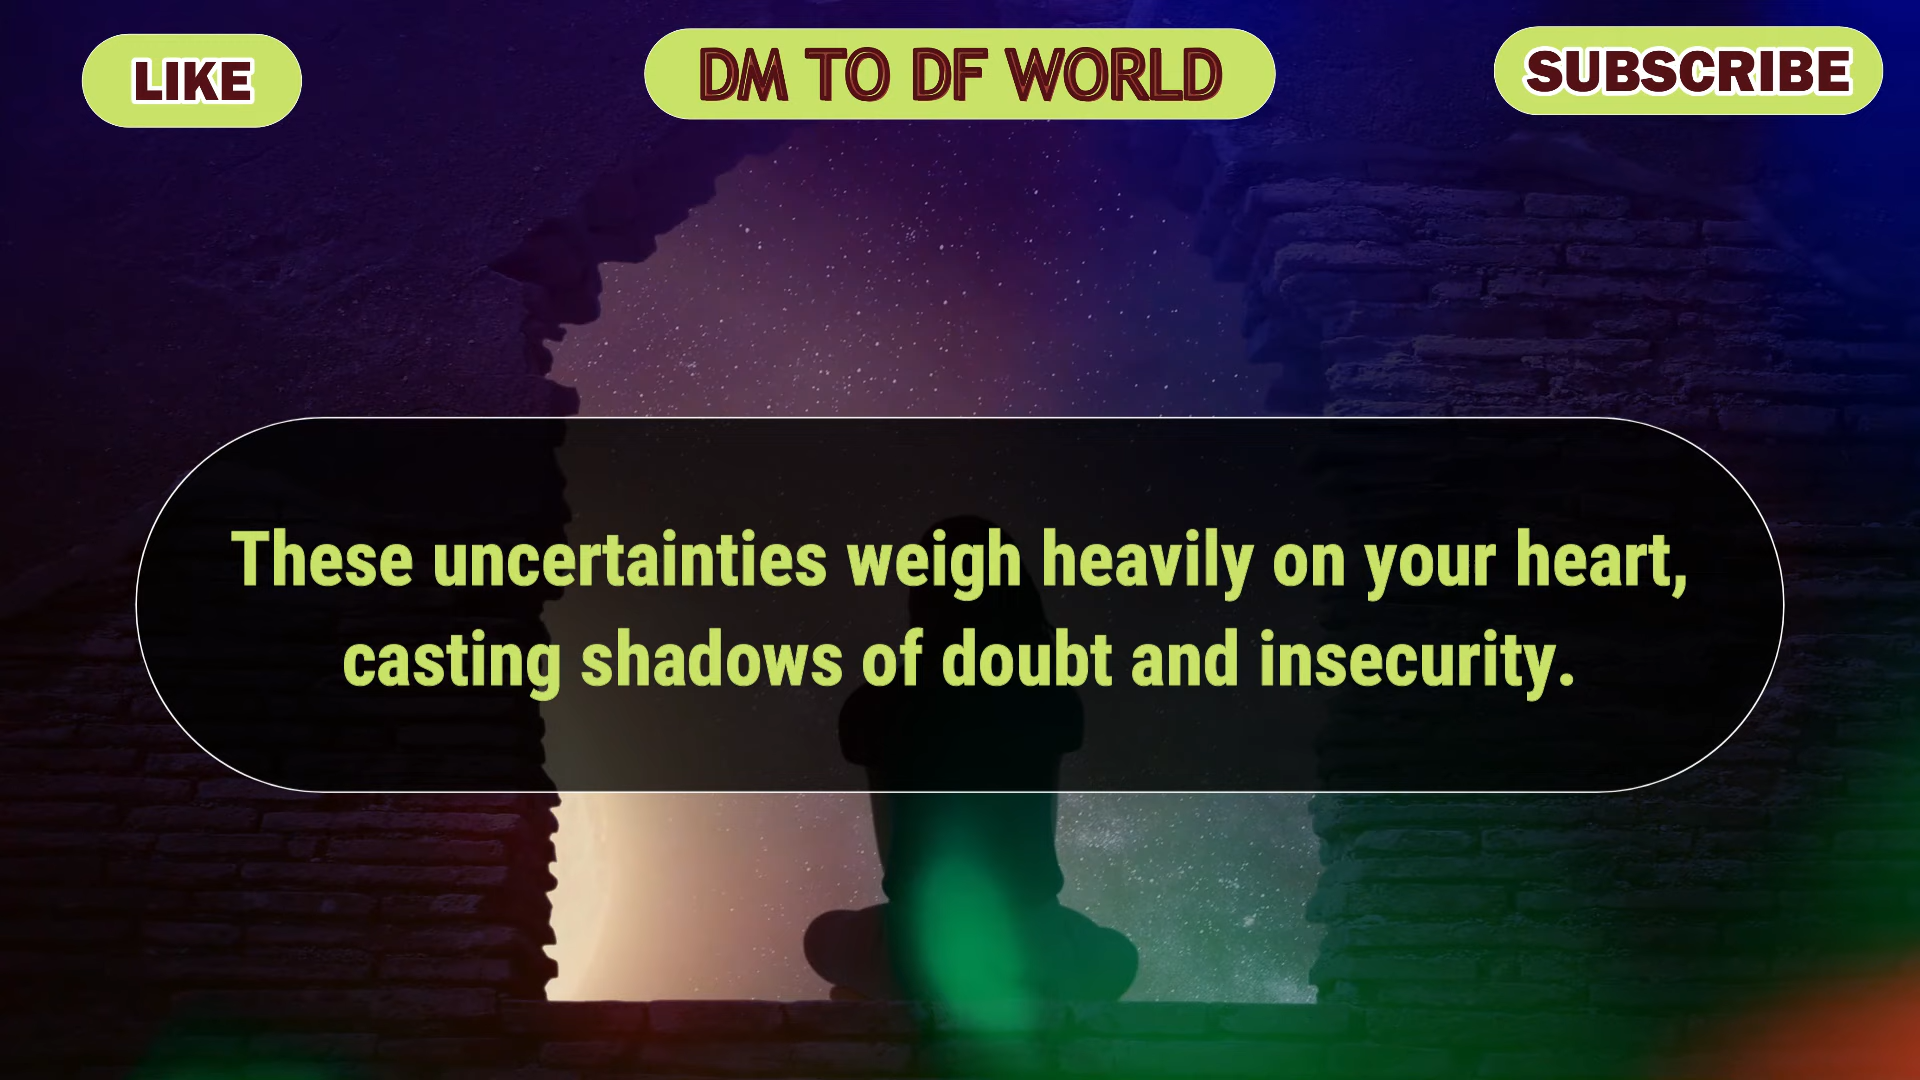 LIKE
DM TO DF WORLD
SUBSCRIBE
These uncertainties weigh heavily on your heart,
casting shadows of doubt and insecurity.